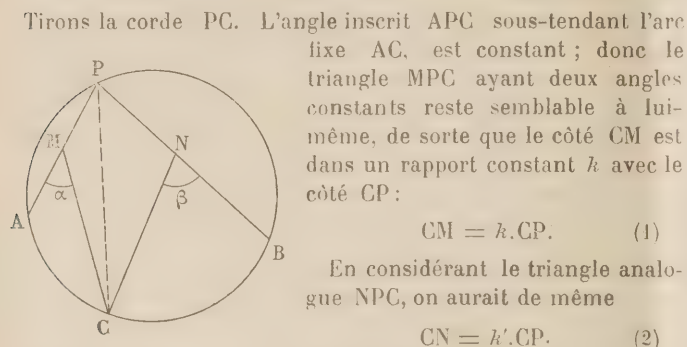 Tirons la corde PC. L'angle inscrit APC sous-tendant l'arc
fixe AC, est constant ; donc le
triangle MPC ayant deux angles
constants reste semblable à lui-
même, de sorte que le côté CM est
dans un rapport constant k avec le
côté CP :
CM = k.CP. (1)
En considérant le triangle analo-
gue NPC, on aurait de même
CN = k'.CP. (2)
P
M
N
α
β
A
B
C